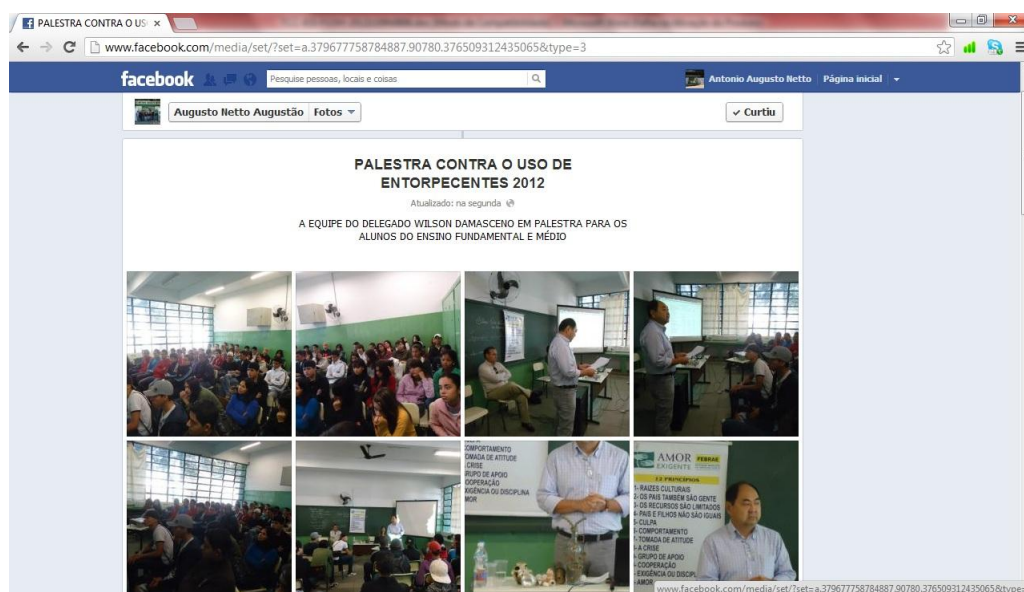 PALESTRA CONTRA O US
www.facebook.com/media/set/?set=a.379677758784887.90780.376509312435065&type=3
facebook
Pesquise pessoas, locais e coisas
Antonio Augusto Netto Página inicial
Augusto Netto Augustão Fotos
Curtiu
PALESTRA CONTRA O USO DE
ENTORPECENTES 2012
Atualizado: na segunda
A EQUIPE DO DELEGADO WILSON DAMASCENO EM PALESTRA PARA OS
ALUNOS DO ENSINO FUNDAMENTAL E MÉDIO
COMPORTAMENTO
TOMADA DE ATITUDE
CRISE
GRUPO DE APOIO
COOPERAÇÃO
EXIGÊNCIA OU DISCIPLINA
AMOR
AMOR FEBRAE
EXIGENTE
12 PRINCÍPIOS
1- RAIZES CULTURAIS
2- OS PAIS TAMBÉM SÃO GENTE
3- OS RECURSOS SÃO LIMITADOS
4- PAIS E FILHOS NÃO SÃO IGUAIS
5- CULPA
6- COMPORTAMENTO
7- TOMADA DE ATITUDE
8- A CRISE
9- GRUPO DE APOIO
- COOPERAÇÃO
- EXIGÊNCIA OU DISCIPL
- AMOR
www.facebook.com/media/set/?set=a.379677758784887.90780.376509312435065&type=